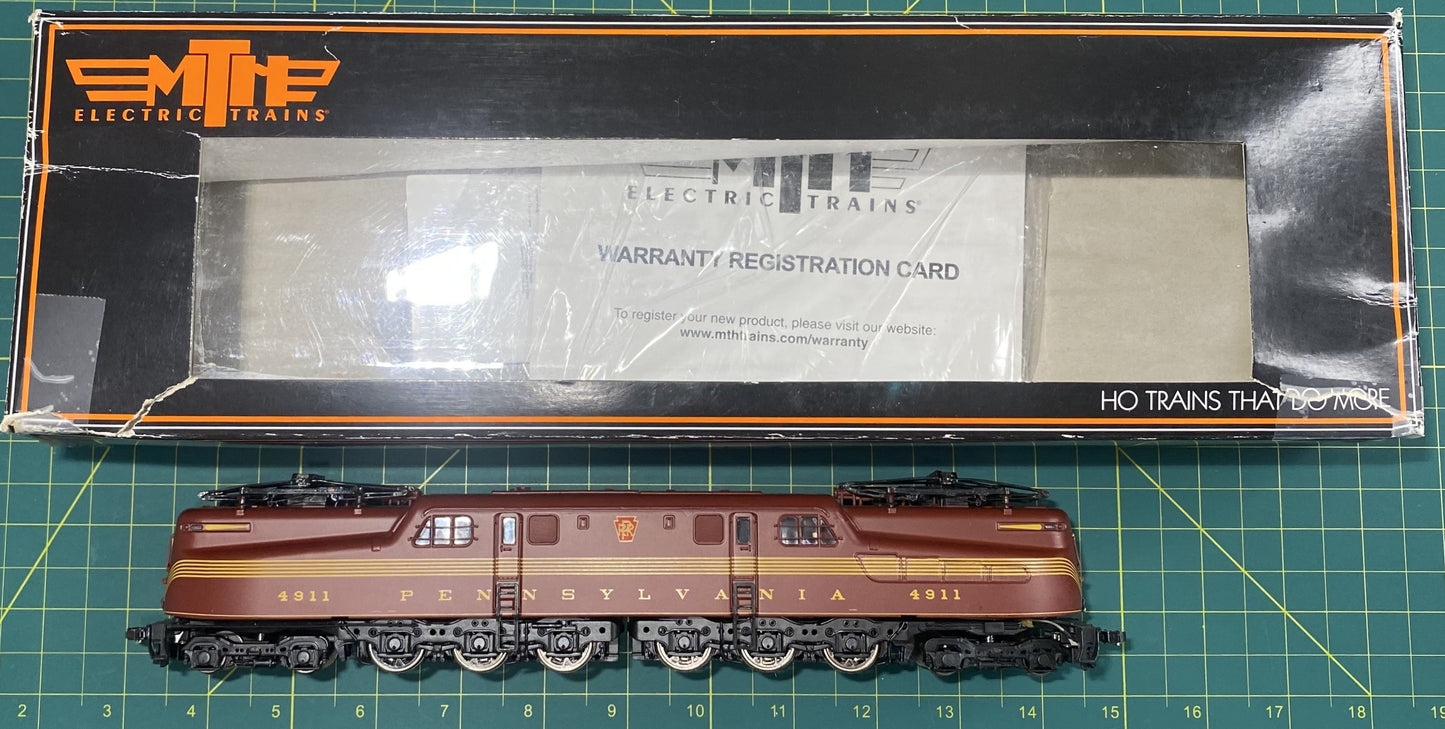 MTH
ELECTRIC TRAINS®
MTH
ELECTRIC TRAINS®
WARRANTY REGISTRATION CARD
To register your new product, please visit our website:
www.mthtrains.com/warranty
HO TRAINS THAT DO MORE
PRR
4911 PENNSYLVANIA 4911
2 3 4 5 6 7 8 9 10 11 12 13 14 15 16 17 18 19